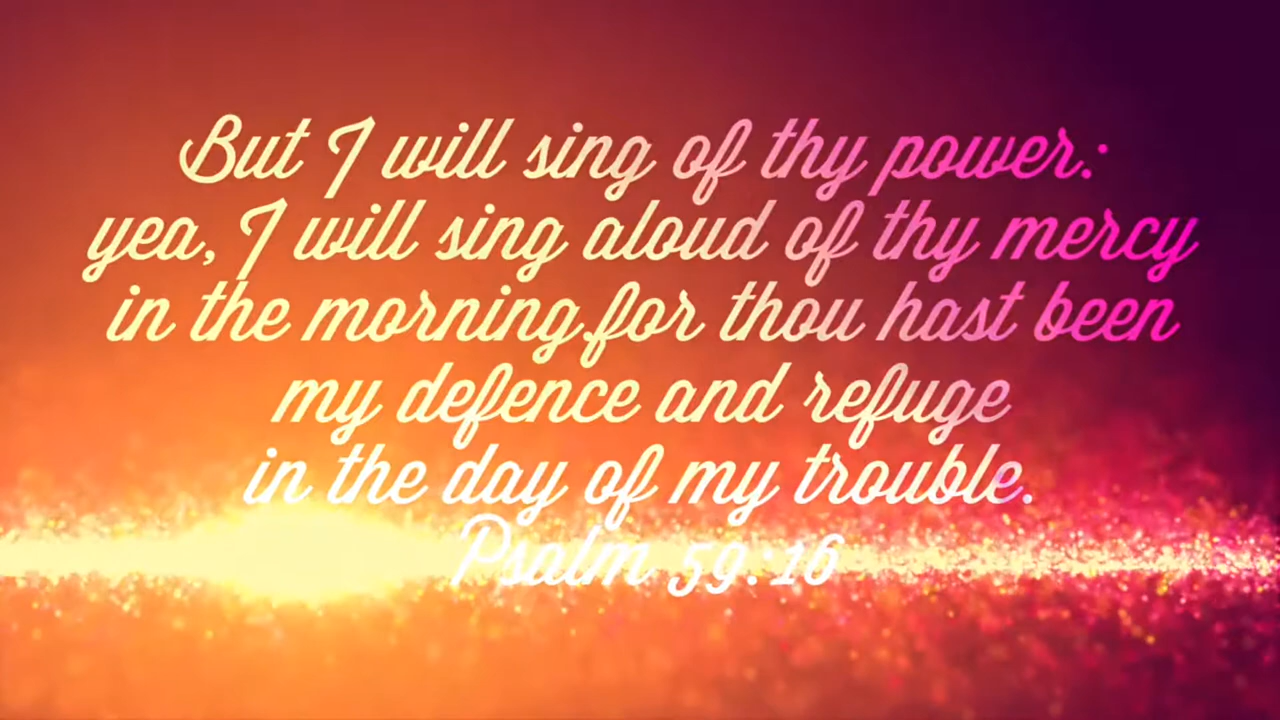 But I will sing of thy power:
yea, I will sing aloud of thy mercy
in the morning,for thou hast been
my defence and refuge
in the day of my trouble.
Psalm 59:16